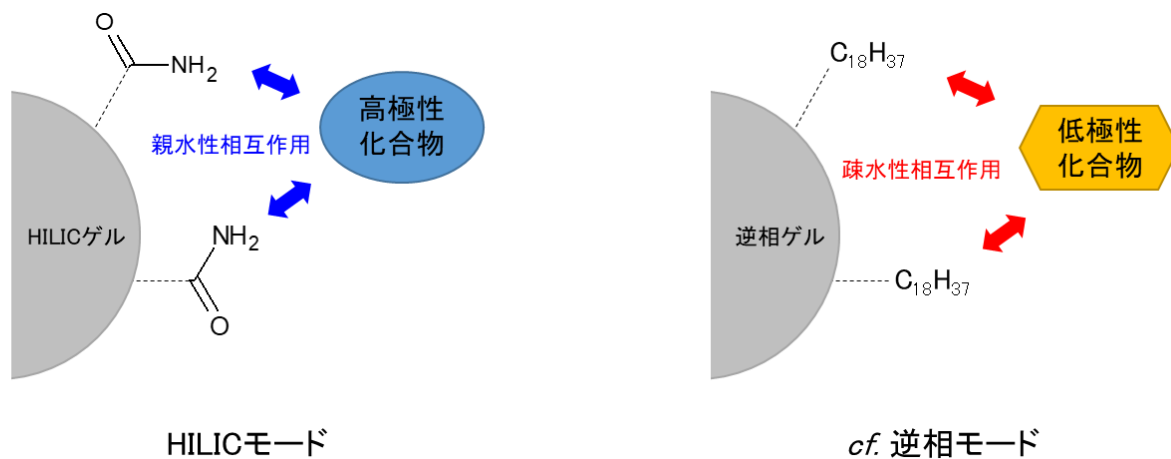 O
NH₂
高極性
化合物
親水性相互作用
HILICゲル
NH₂
O
HILICモード
C₁₈H₃₇
低極性
化合物
疎水性相互作用
逆相ゲル
C₁₈H₃₇
cf. 逆相モード